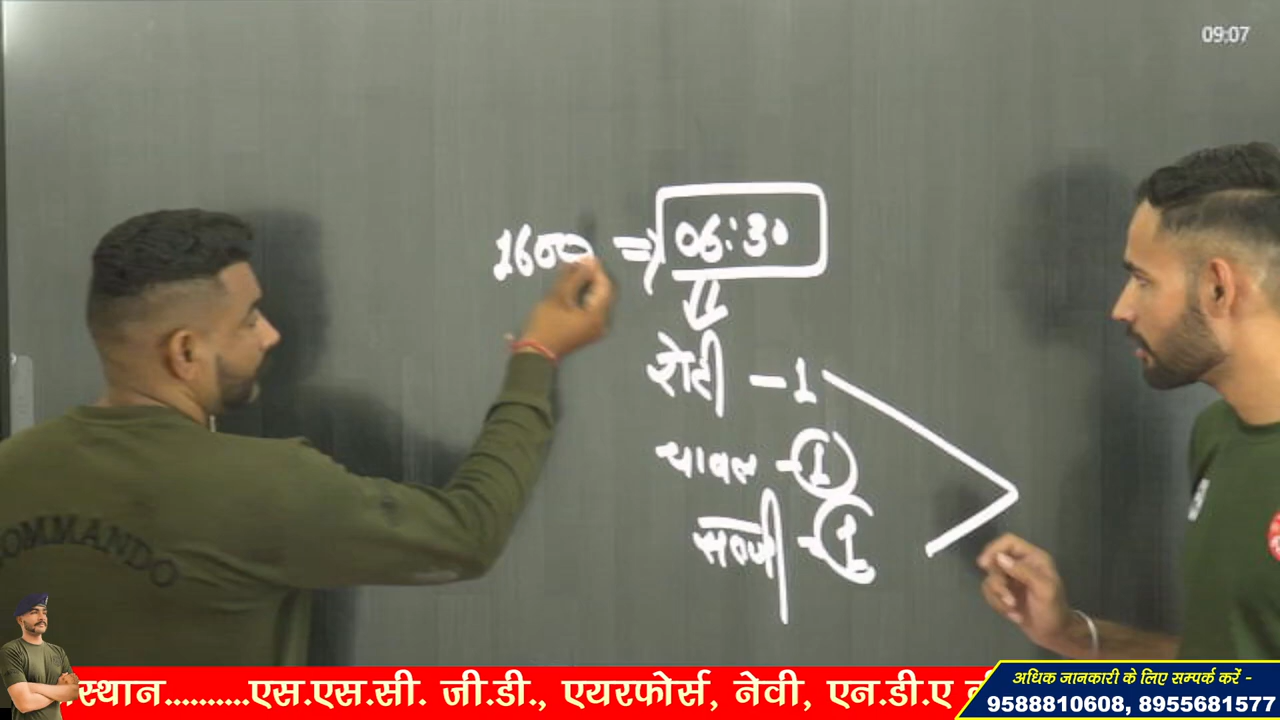 09:07
1600 => 06:30
रोटी - 1
चावल - 1
सब्जी - 1
COMMANDO
स्थान..........एस.एस.सी. जी.डी., एयरफोर्स, नेवी, एन.डी.ए
अधिक जानकारी के लिए सम्पर्क करें -
9588810608, 8955681577